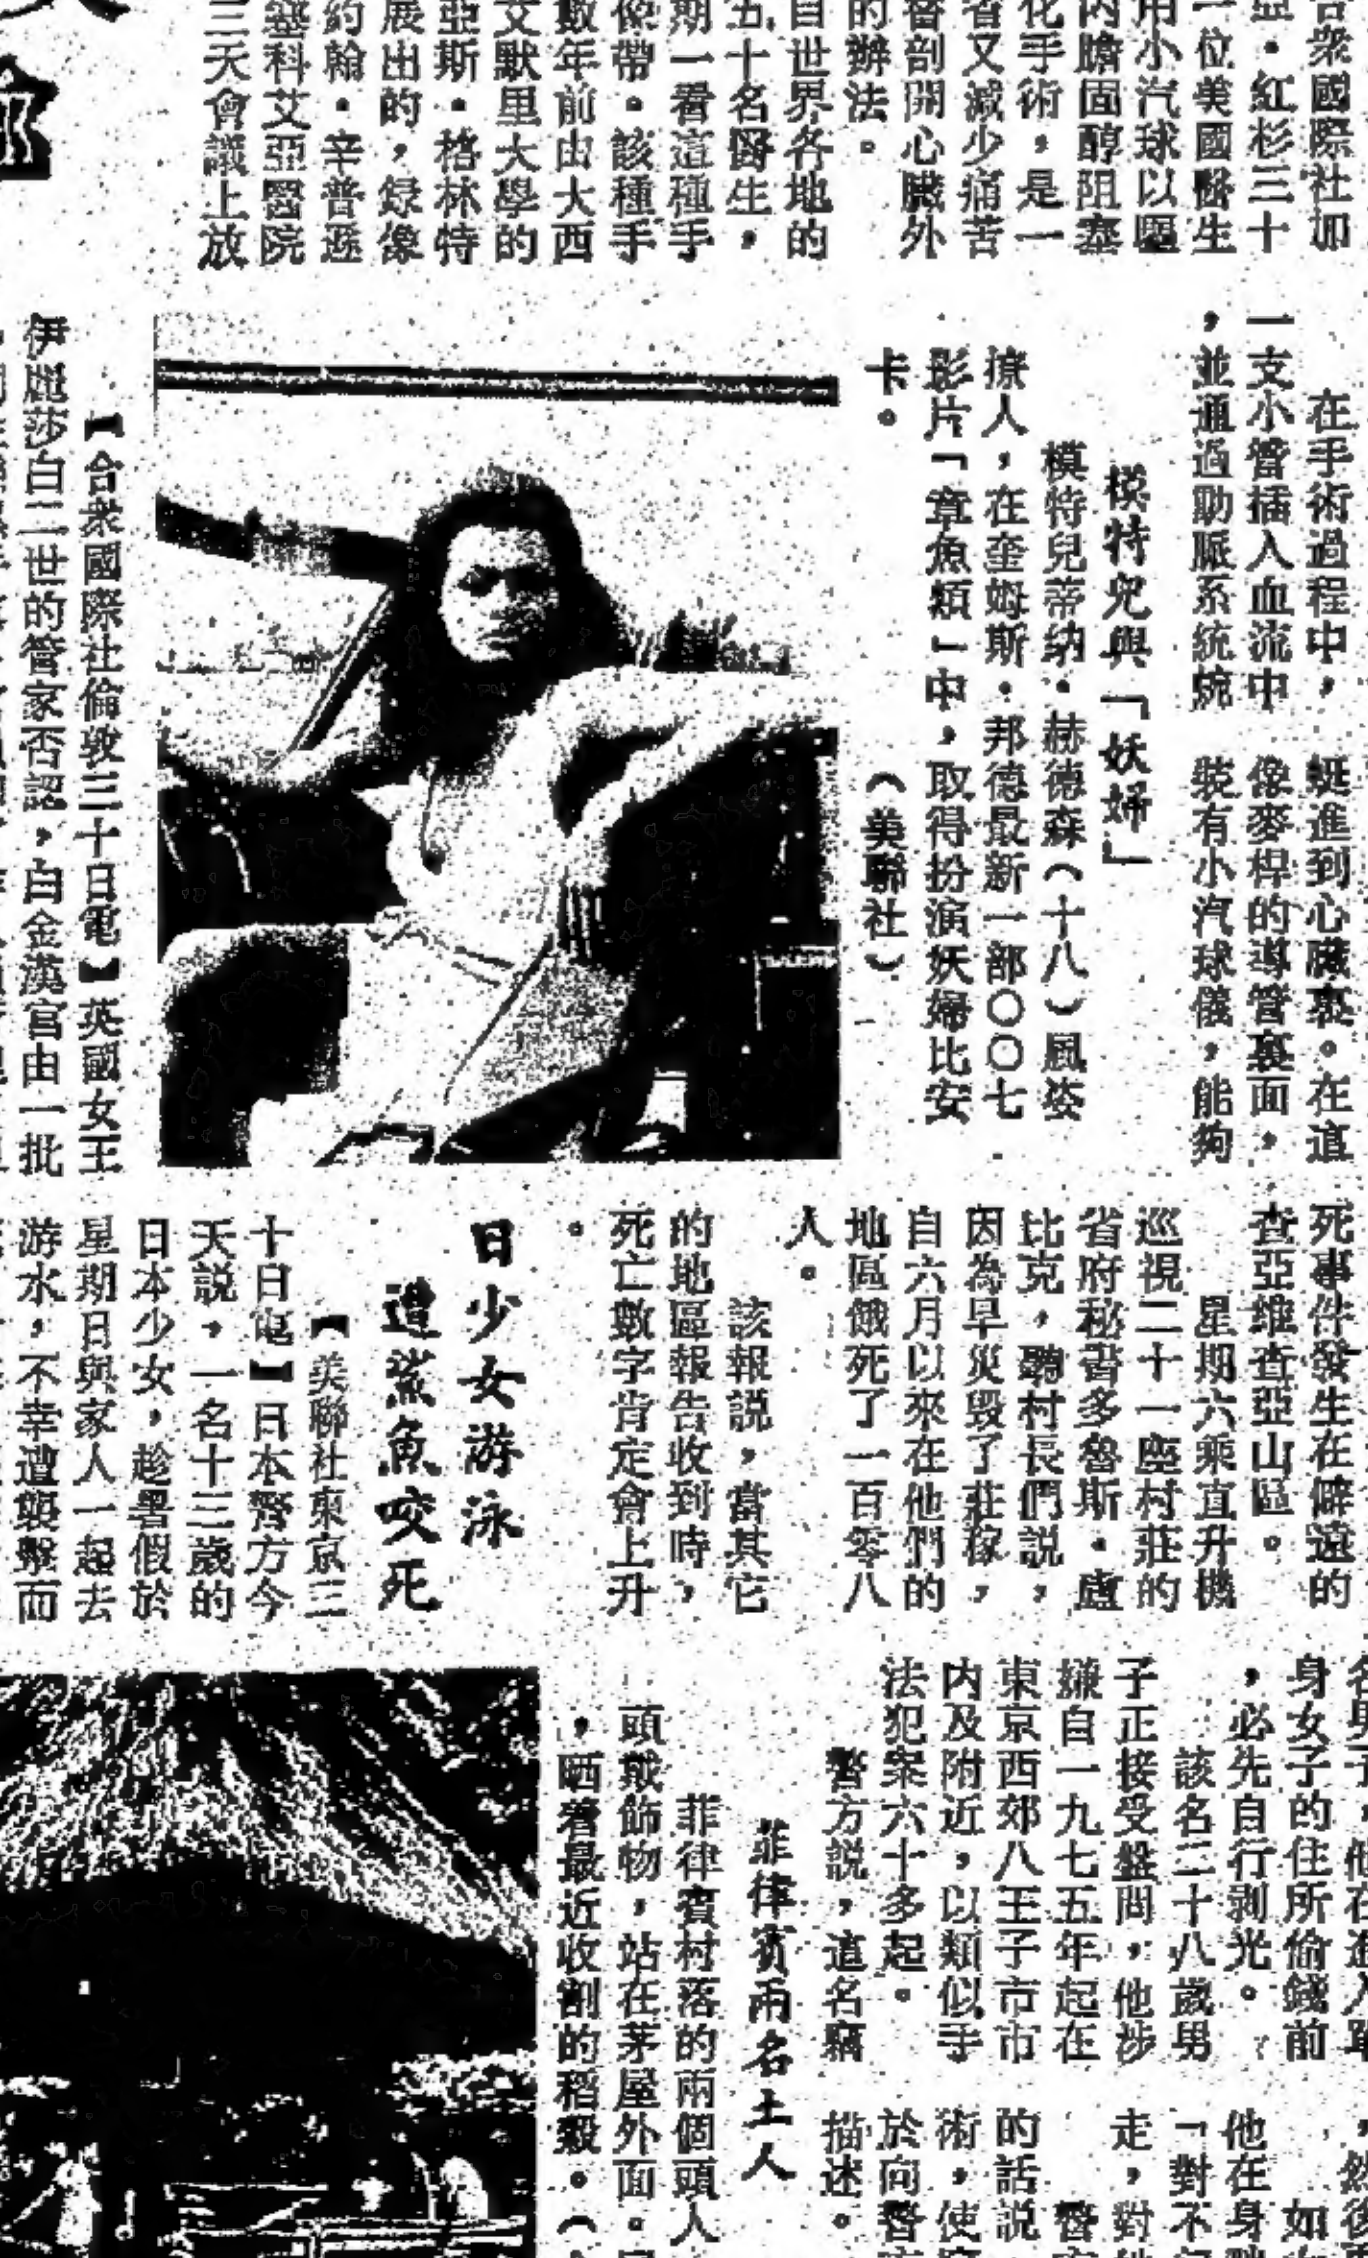 合衆國際社加
亞·紅杉三十
一位美國醫生
用小汽球以
內膽固醇阻塞
化手術，是一
省又減少痛苦
督剖開心臟外
的辦法。
自世界各地的
五十名醫生，
期一看這種手
像帶。該種手
數年前由大西
艾默里大學的
亞斯·格林特
展出的，録像
約翰·辛普遜
塞科艾亞醫院
三天會議上放
在手術過程中，
一支小管插入血流中
，並通過動脈系統
蜓進到心臟裏。在這
像麥桿的導管裏面，
裝有小汽球儀，能夠
模特兒與「妖婦」
模特兒蒂納·赫德森（十八）風姿
撩人，在奎姆斯·邦德最新一部〇〇七
影片「章魚類」中，取得扮演妖婦比安
卡。
（美聯社）
【合衆國際社倫敦三十日電】英國女王
伊麗莎白二世的管家否認，白金漢宮由一批
死事件發生在僻遠的
查亞維查亞山區。
星期六乘直升機
巡視二十一座村莊的
省府秘書多魯斯·盧
比克，聽村長們説，
因為旱災毀了莊稼，
自六月以來在他們的
地區餓死了一百零八
人。
該報説，當其它
的地區報告收到時，
死亡數字肯定會上升
。
日少女游泳
遭鯊魚咬死
【美聯社東京三
十日電】日本警方今
天説，一名十三歲的
日本少女，趁暑假於
星期日與家人一起去
游水，不幸遭襲擊而
身女子的住所偷錢前
，必先自行剥光。
該名二十八歲男
子正接受盤問，他涉
嫌自一九七五年起在
東京西郊八王子市市
内及附近，以類似手
法犯案六十多起。
警方説，這名竊
他在身
「對不
走，對
的話説
術，使
於向警
描述。
菲律賓兩名土人
菲律賓村落的兩個頭人
頭戴飾物，站在茅屋外面。
，晒着最近收割的稻穀。（